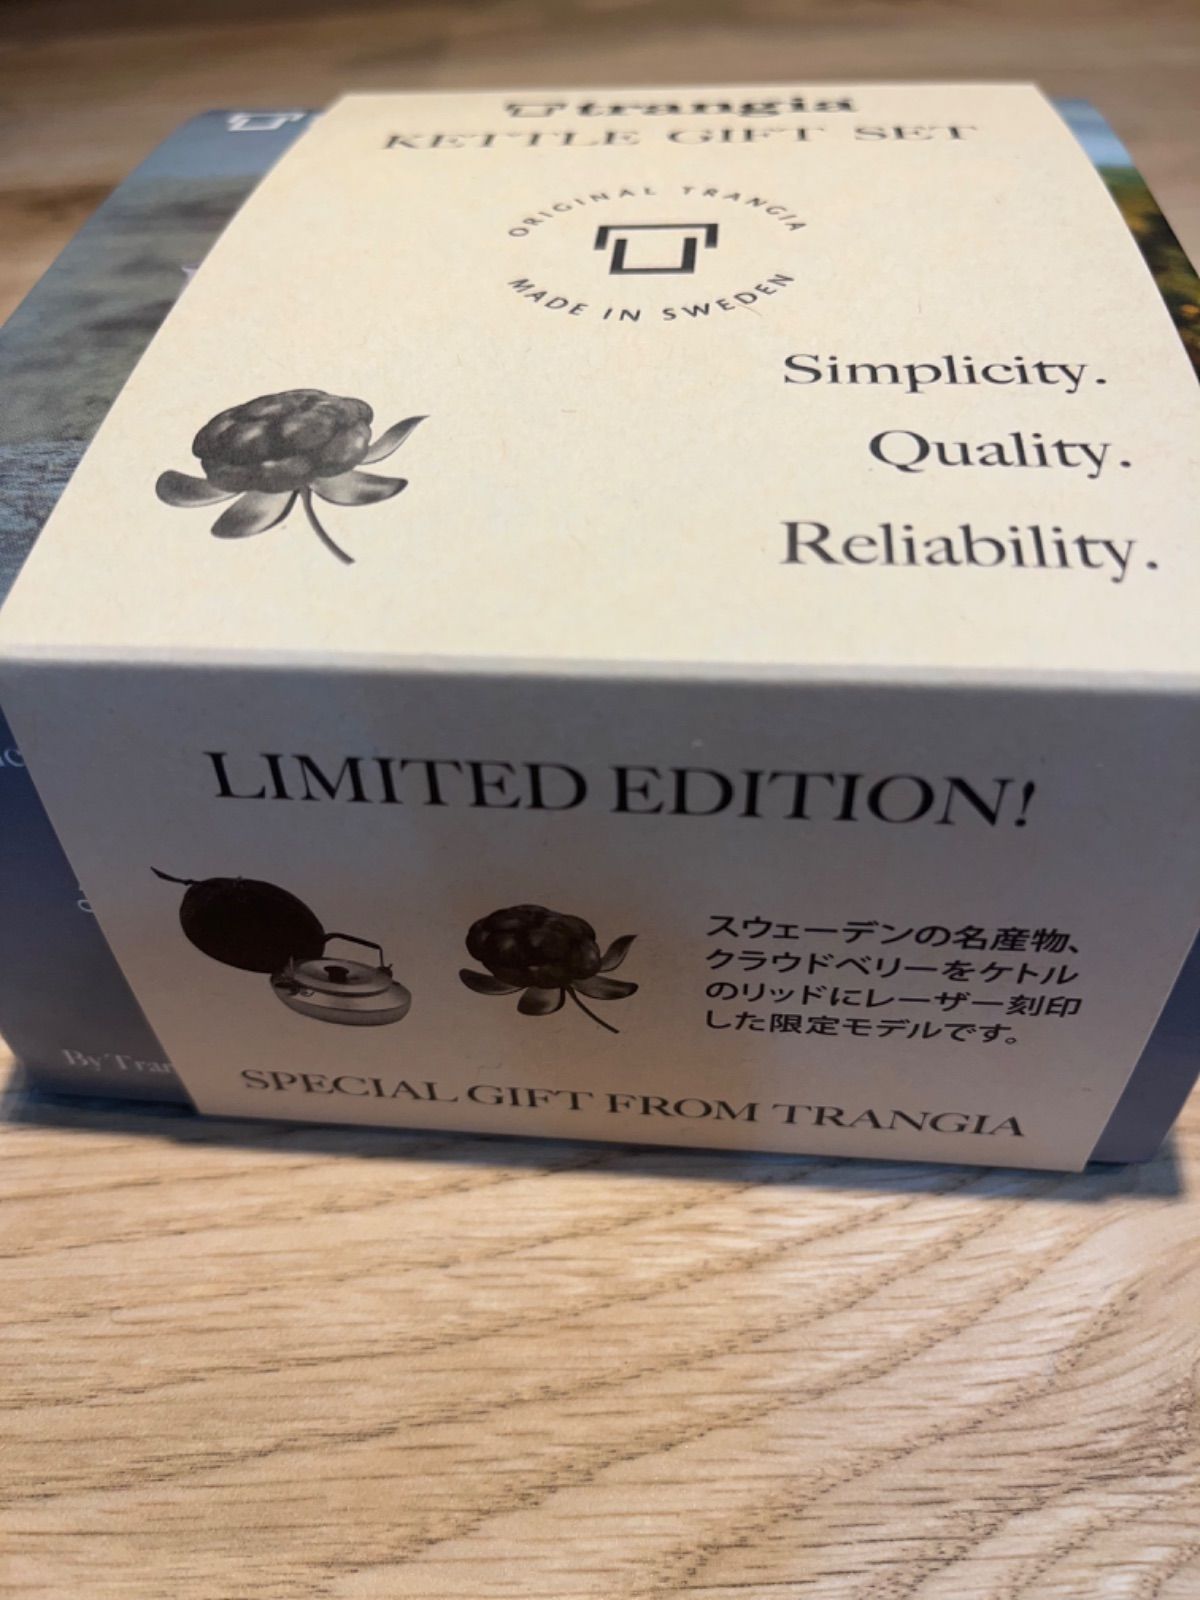 trangia
KETTLE GIFT SET
ORIGINAL TRANGIA
MADE IN SWEDEN
Simplicity.
Quality.
Reliability.
LIMITED EDITION!
スウェーデンの名産物、
クラウドベリーをケトル
のリッドにレーザー刻印
した限定モデルです。
SPECIAL GIFT FROM TRANGIA
By